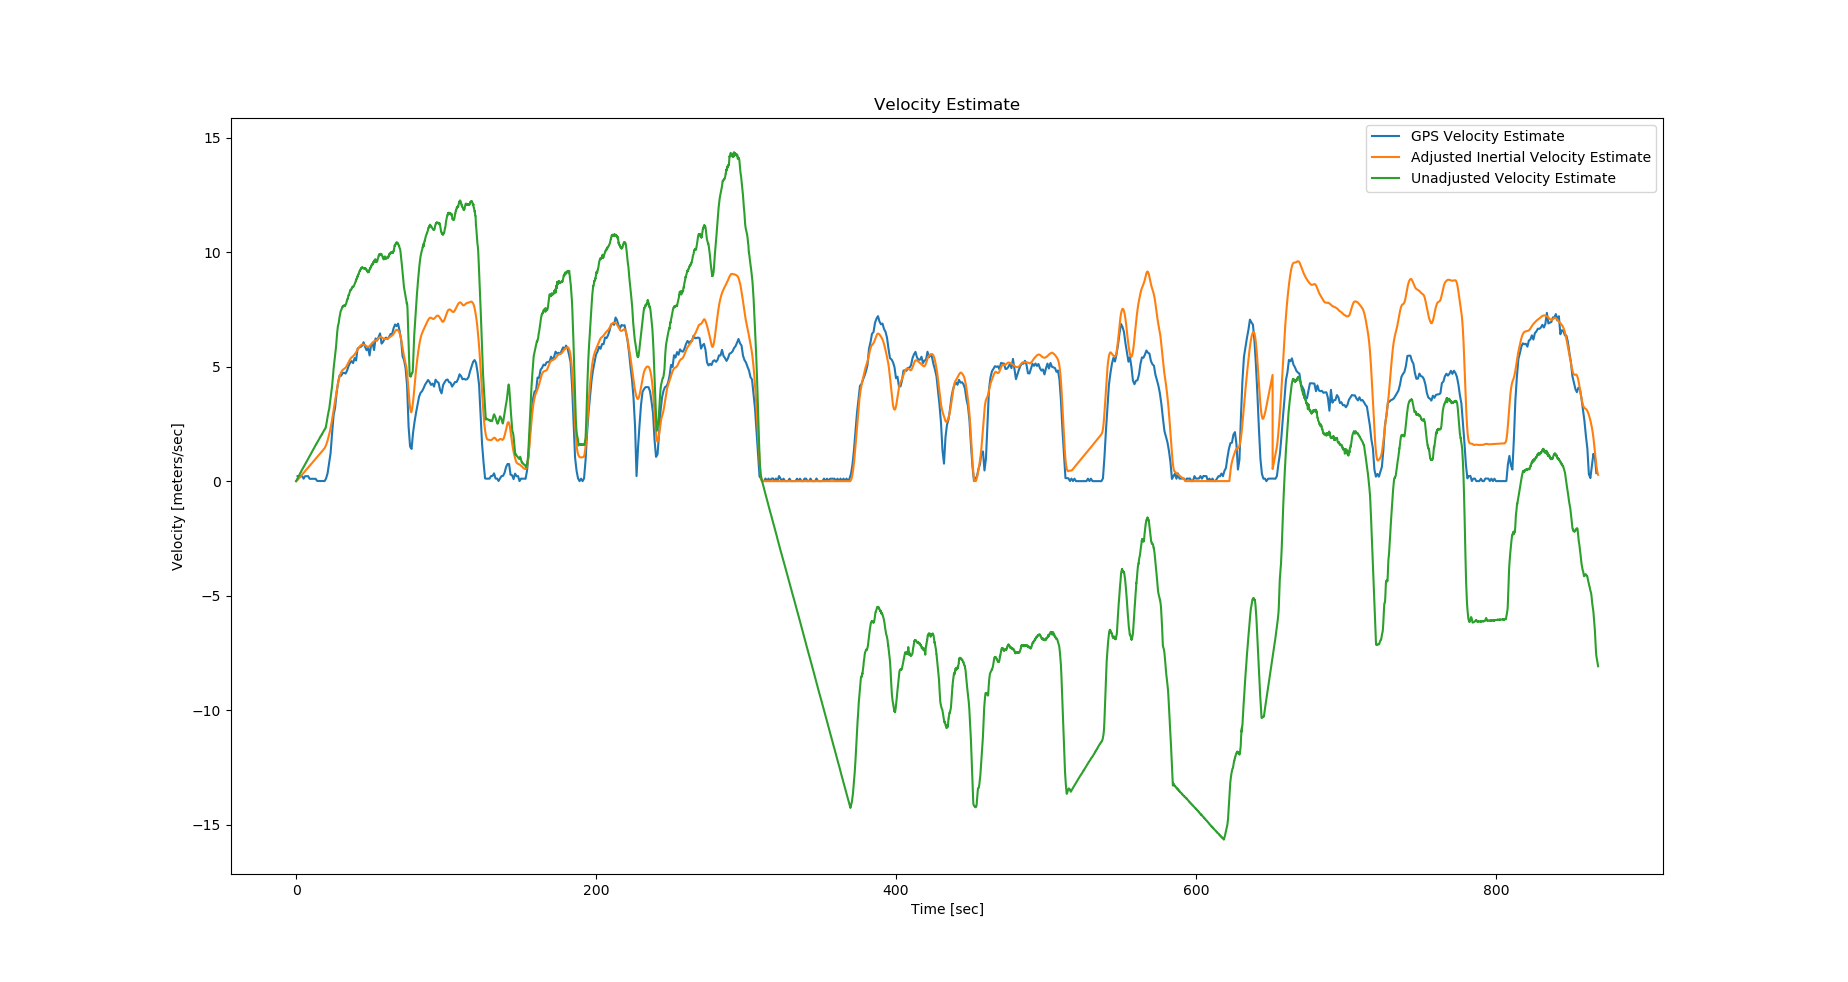 Velocity Estimate
GPS Velocity Estimate
Adjusted Inertial Velocity Estimate
Unadjusted Velocity Estimate
Velocity [meters/sec]
15
10
5
0
−5
−10
−15
0 200 400 600 800
Time [sec]